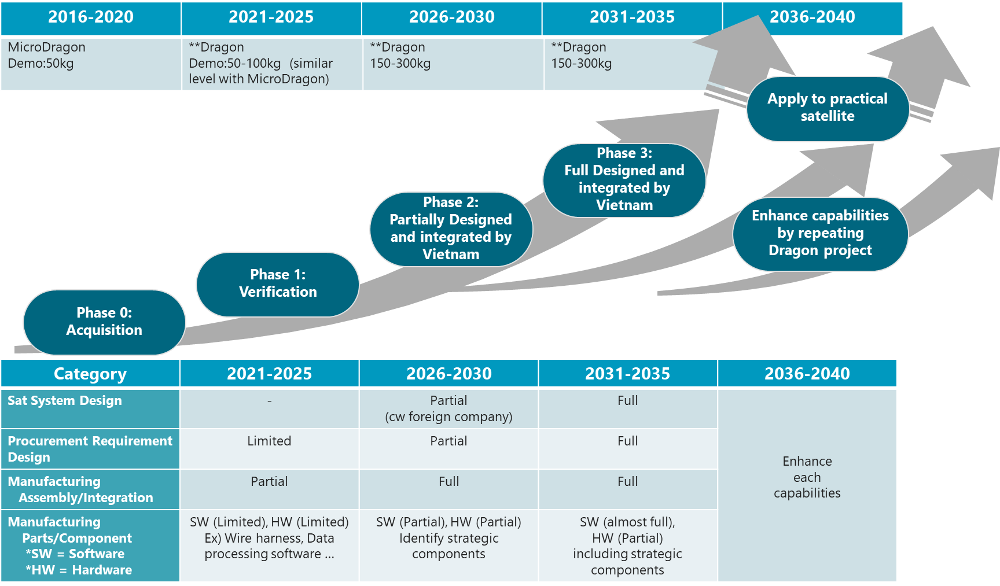 2016-2020
2021-2025
2026-2030
2031-2035
2036-2040
MicroDragon
Demo:50kg
**Dragon
Demo:50-100kg (similar
level with MicroDragon)
**Dragon
150-300kg
**Dragon
150-300kg
Apply to practical
satellite
Phase 3:
Full Designed and
integrated by
Vietnam
Phase 2:
Partially Designed
and integrated by
Vietnam
Enhance capabilities
by repeating
Dragon project
Phase 1:
Verification
Phase 0:
Acquisition
Category
2021-2025
2026-2030
2031-2035
2036-2040
Sat System Design
-
Partial
(cw foreign company)
Full
Procurement Requirement
Design
Limited
Partial
Full
Manufacturing
Assembly/Integration
Partial
Full
Full
Manufacturing
Parts/Component
*SW = Software
*HW = Hardware
SW (Limited), HW (Limited)
Ex) Wire harness, Data
processing software ...
SW (Partial), HW (Partial)
Identify strategic
components
SW (almost full),
HW (Partial)
including strategic
components
Enhance
each
capabilities